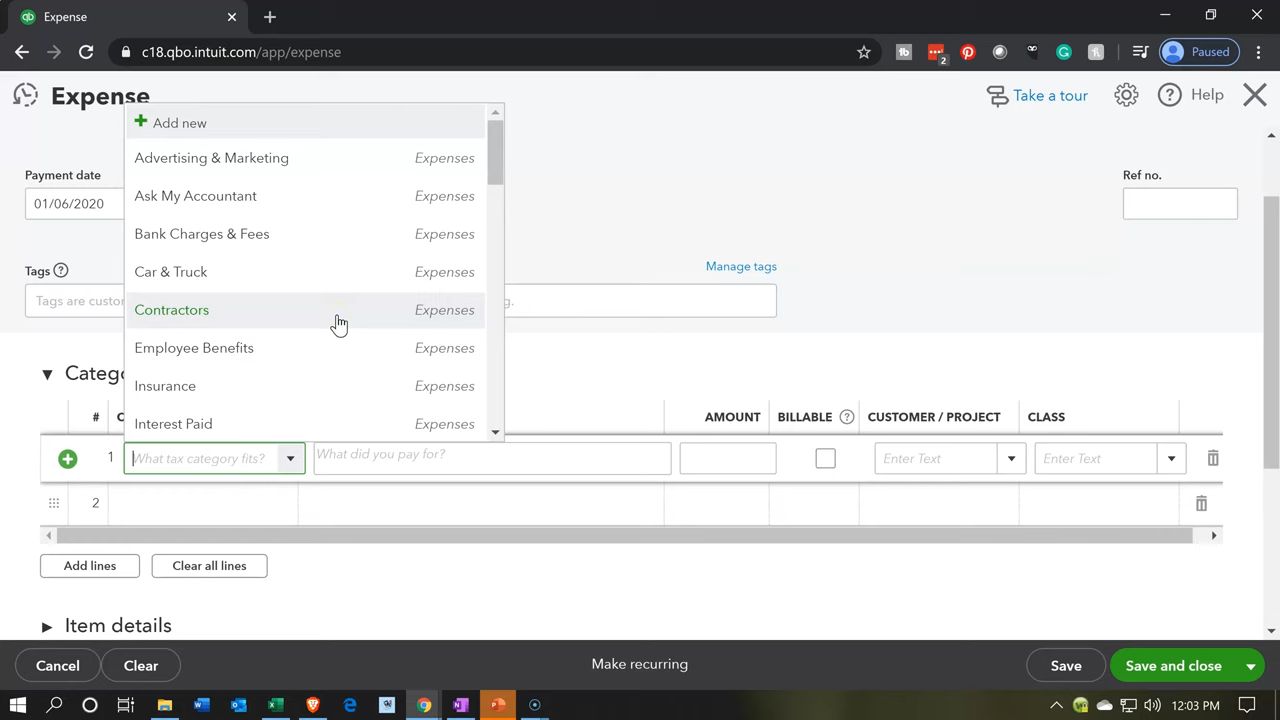 qb Expense
c18.qbo.intuit.com/app/expense
tb
2
G
Paused
Expense
Take a tour
Help
Payment date
01/06/2020
Ref no.
Tags
Manage tags
Tags are custo
g.
Add new
Advertising & Marketing Expenses
Ask My Accountant Expenses
Bank Charges & Fees Expenses
Car & Truck Expenses
Contractors Expenses
Employee Benefits Expenses
Insurance Expenses
Interest Paid Expenses
Categ
# C AMOUNT BILLABLE CUSTOMER / PROJECT CLASS
1 What tax category fits? What did you pay for? Enter Text Enter Text
2
Add lines Clear all lines
Item details
Cancel Clear Make recurring Save Save and close
12:03 PM